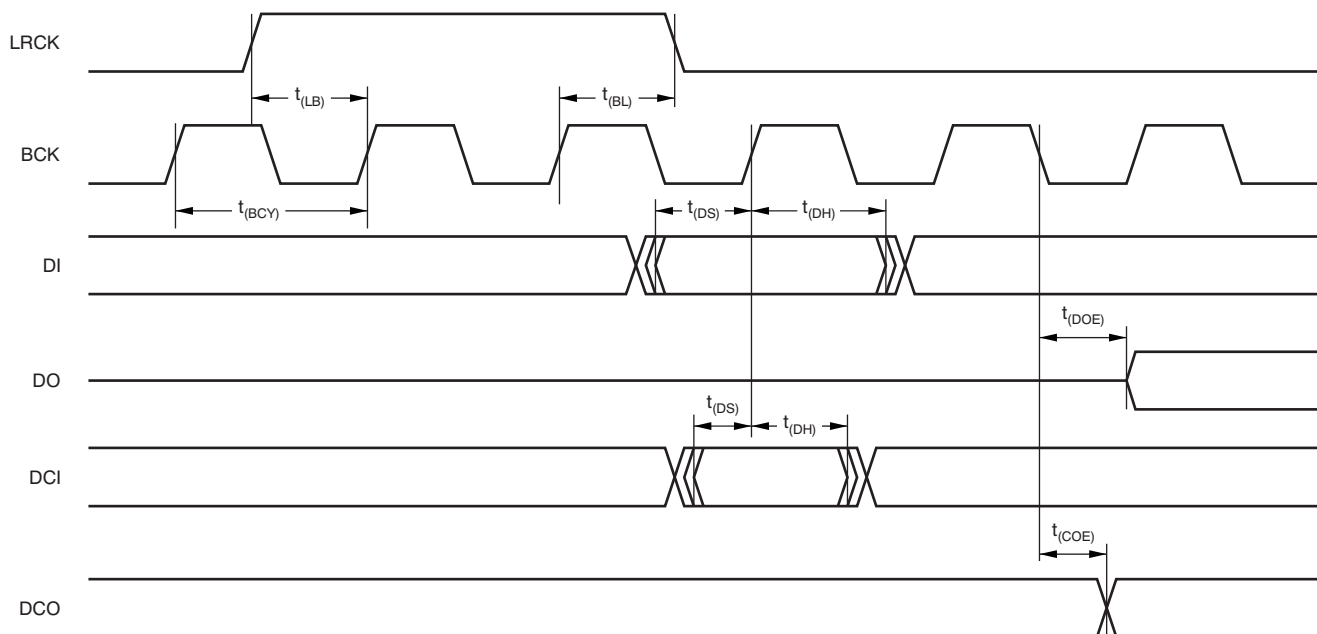 LRCK
t(LB)
t(BL)
BCK
t(BCY)
t(DS)
t(DH)
DI
t(DOE)
DO
t(DS)
t(DH)
DCI
t(COE)
DCO